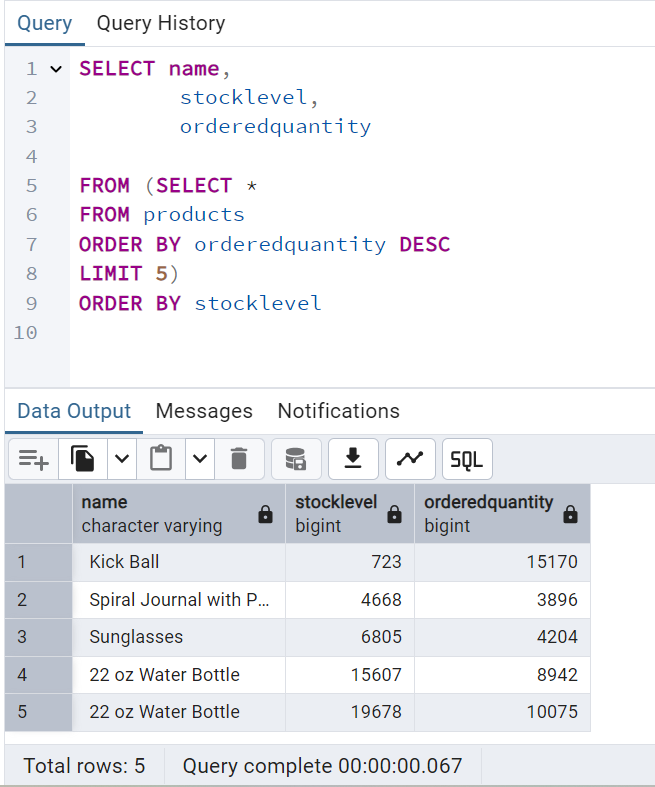 Query Query History
1 SELECT name,
2 stocklevel,
3 orderedquantity
4
5 FROM (SELECT *
6 FROM products
7 ORDER BY orderedquantity DESC
8 LIMIT 5)
9 ORDER BY stocklevel
10
Data Output Messages Notifications
SQL
name stocklevel orderedquantity
character varying bigint bigint
1 Kick Ball 723 15170
2 Spiral Journal with P... 4668 3896
3 Sunglasses 6805 4204
4 22 oz Water Bottle 15607 8942
5 22 oz Water Bottle 19678 10075
Total rows: 5 Query complete 00:00:00.067